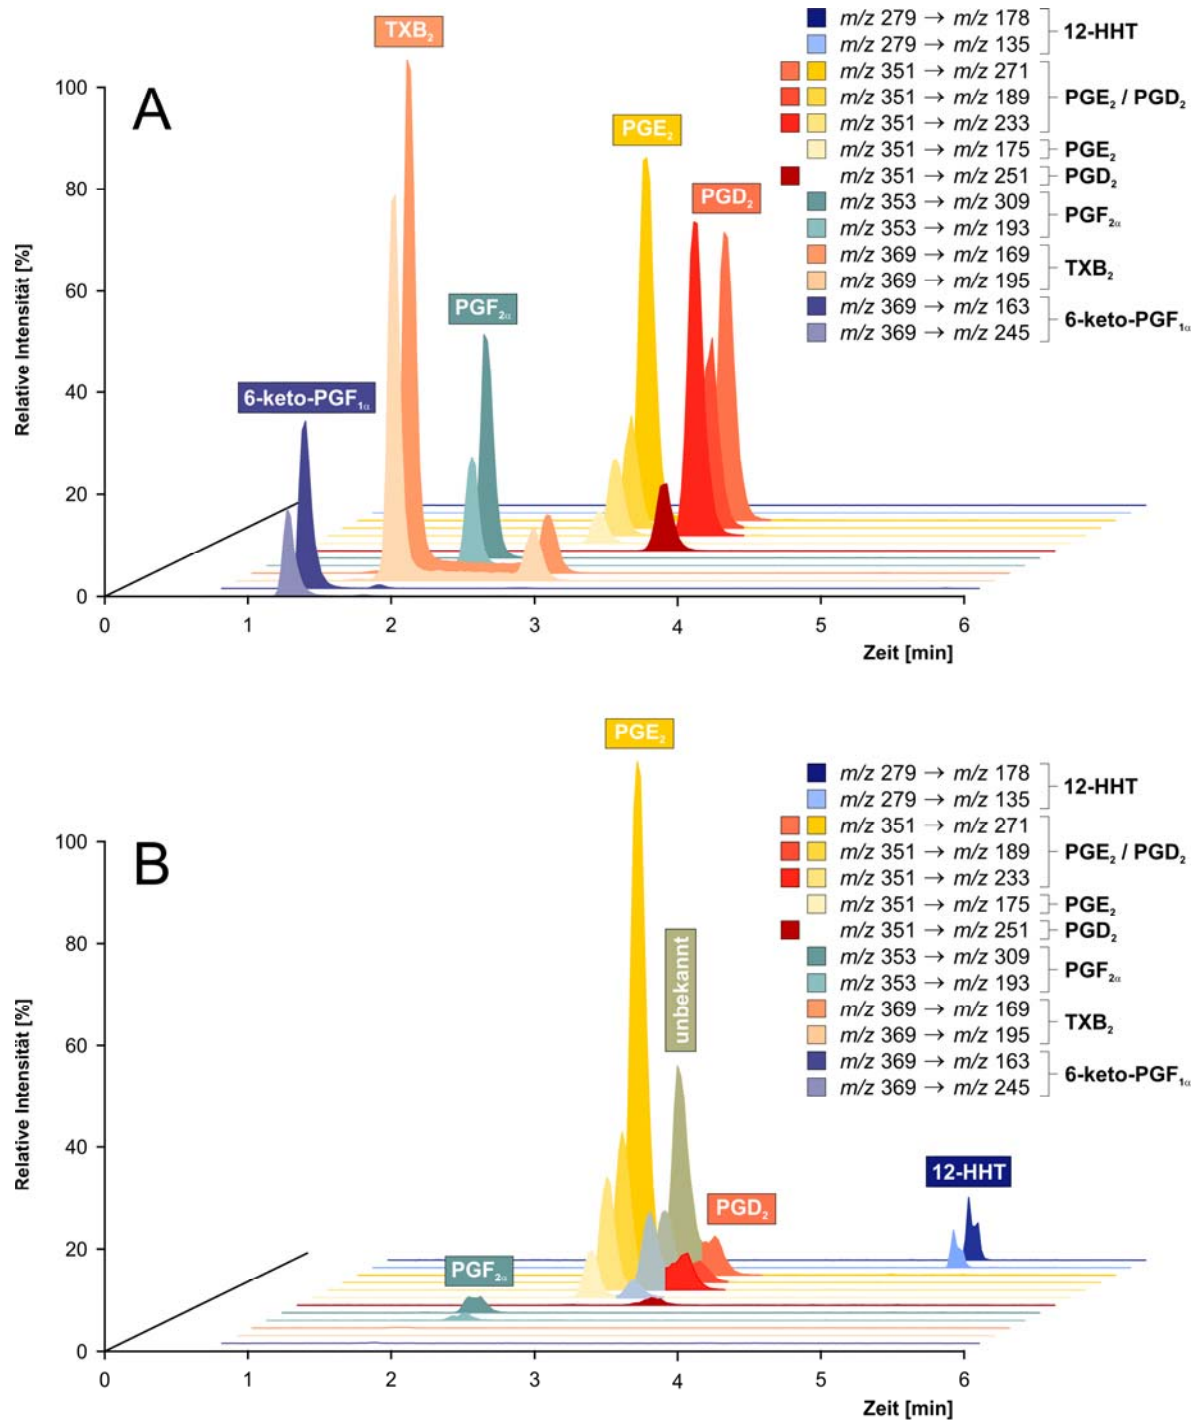 A
TXB₂
PGE₂
PGD₂
PGF₂α
6-keto-PGF₁α
m/z 279 → m/z 178
m/z 279 → m/z 135
12-HHT
m/z 351 → m/z 271
m/z 351 → m/z 189
m/z 351 → m/z 233
PGE₂ / PGD₂
m/z 351 → m/z 175
PGE₂
m/z 351 → m/z 251
PGD₂
m/z 353 → m/z 309
m/z 353 → m/z 193
PGF₂α
m/z 369 → m/z 169
m/z 369 → m/z 195
TXB₂
m/z 369 → m/z 163
m/z 369 → m/z 245
6-keto-PGF₁α
Relative Intensität [%]
100
80
60
40
20
0
0 1 2 3 4 5 6
Zeit [min]
B
PGE₂
unbekannt
PGD₂
12-HHT
PGF₂α
m/z 279 → m/z 178
m/z 279 → m/z 135
12-HHT
m/z 351 → m/z 271
m/z 351 → m/z 189
m/z 351 → m/z 233
PGE₂ / PGD₂
m/z 351 → m/z 175
PGE₂
m/z 351 → m/z 251
PGD₂
m/z 353 → m/z 309
m/z 353 → m/z 193
PGF₂α
m/z 369 → m/z 169
m/z 369 → m/z 195
TXB₂
m/z 369 → m/z 163
m/z 369 → m/z 245
6-keto-PGF₁α
Relative Intensität [%]
100
80
60
40
20
0
0 1 2 3 4 5 6
Zeit [min]